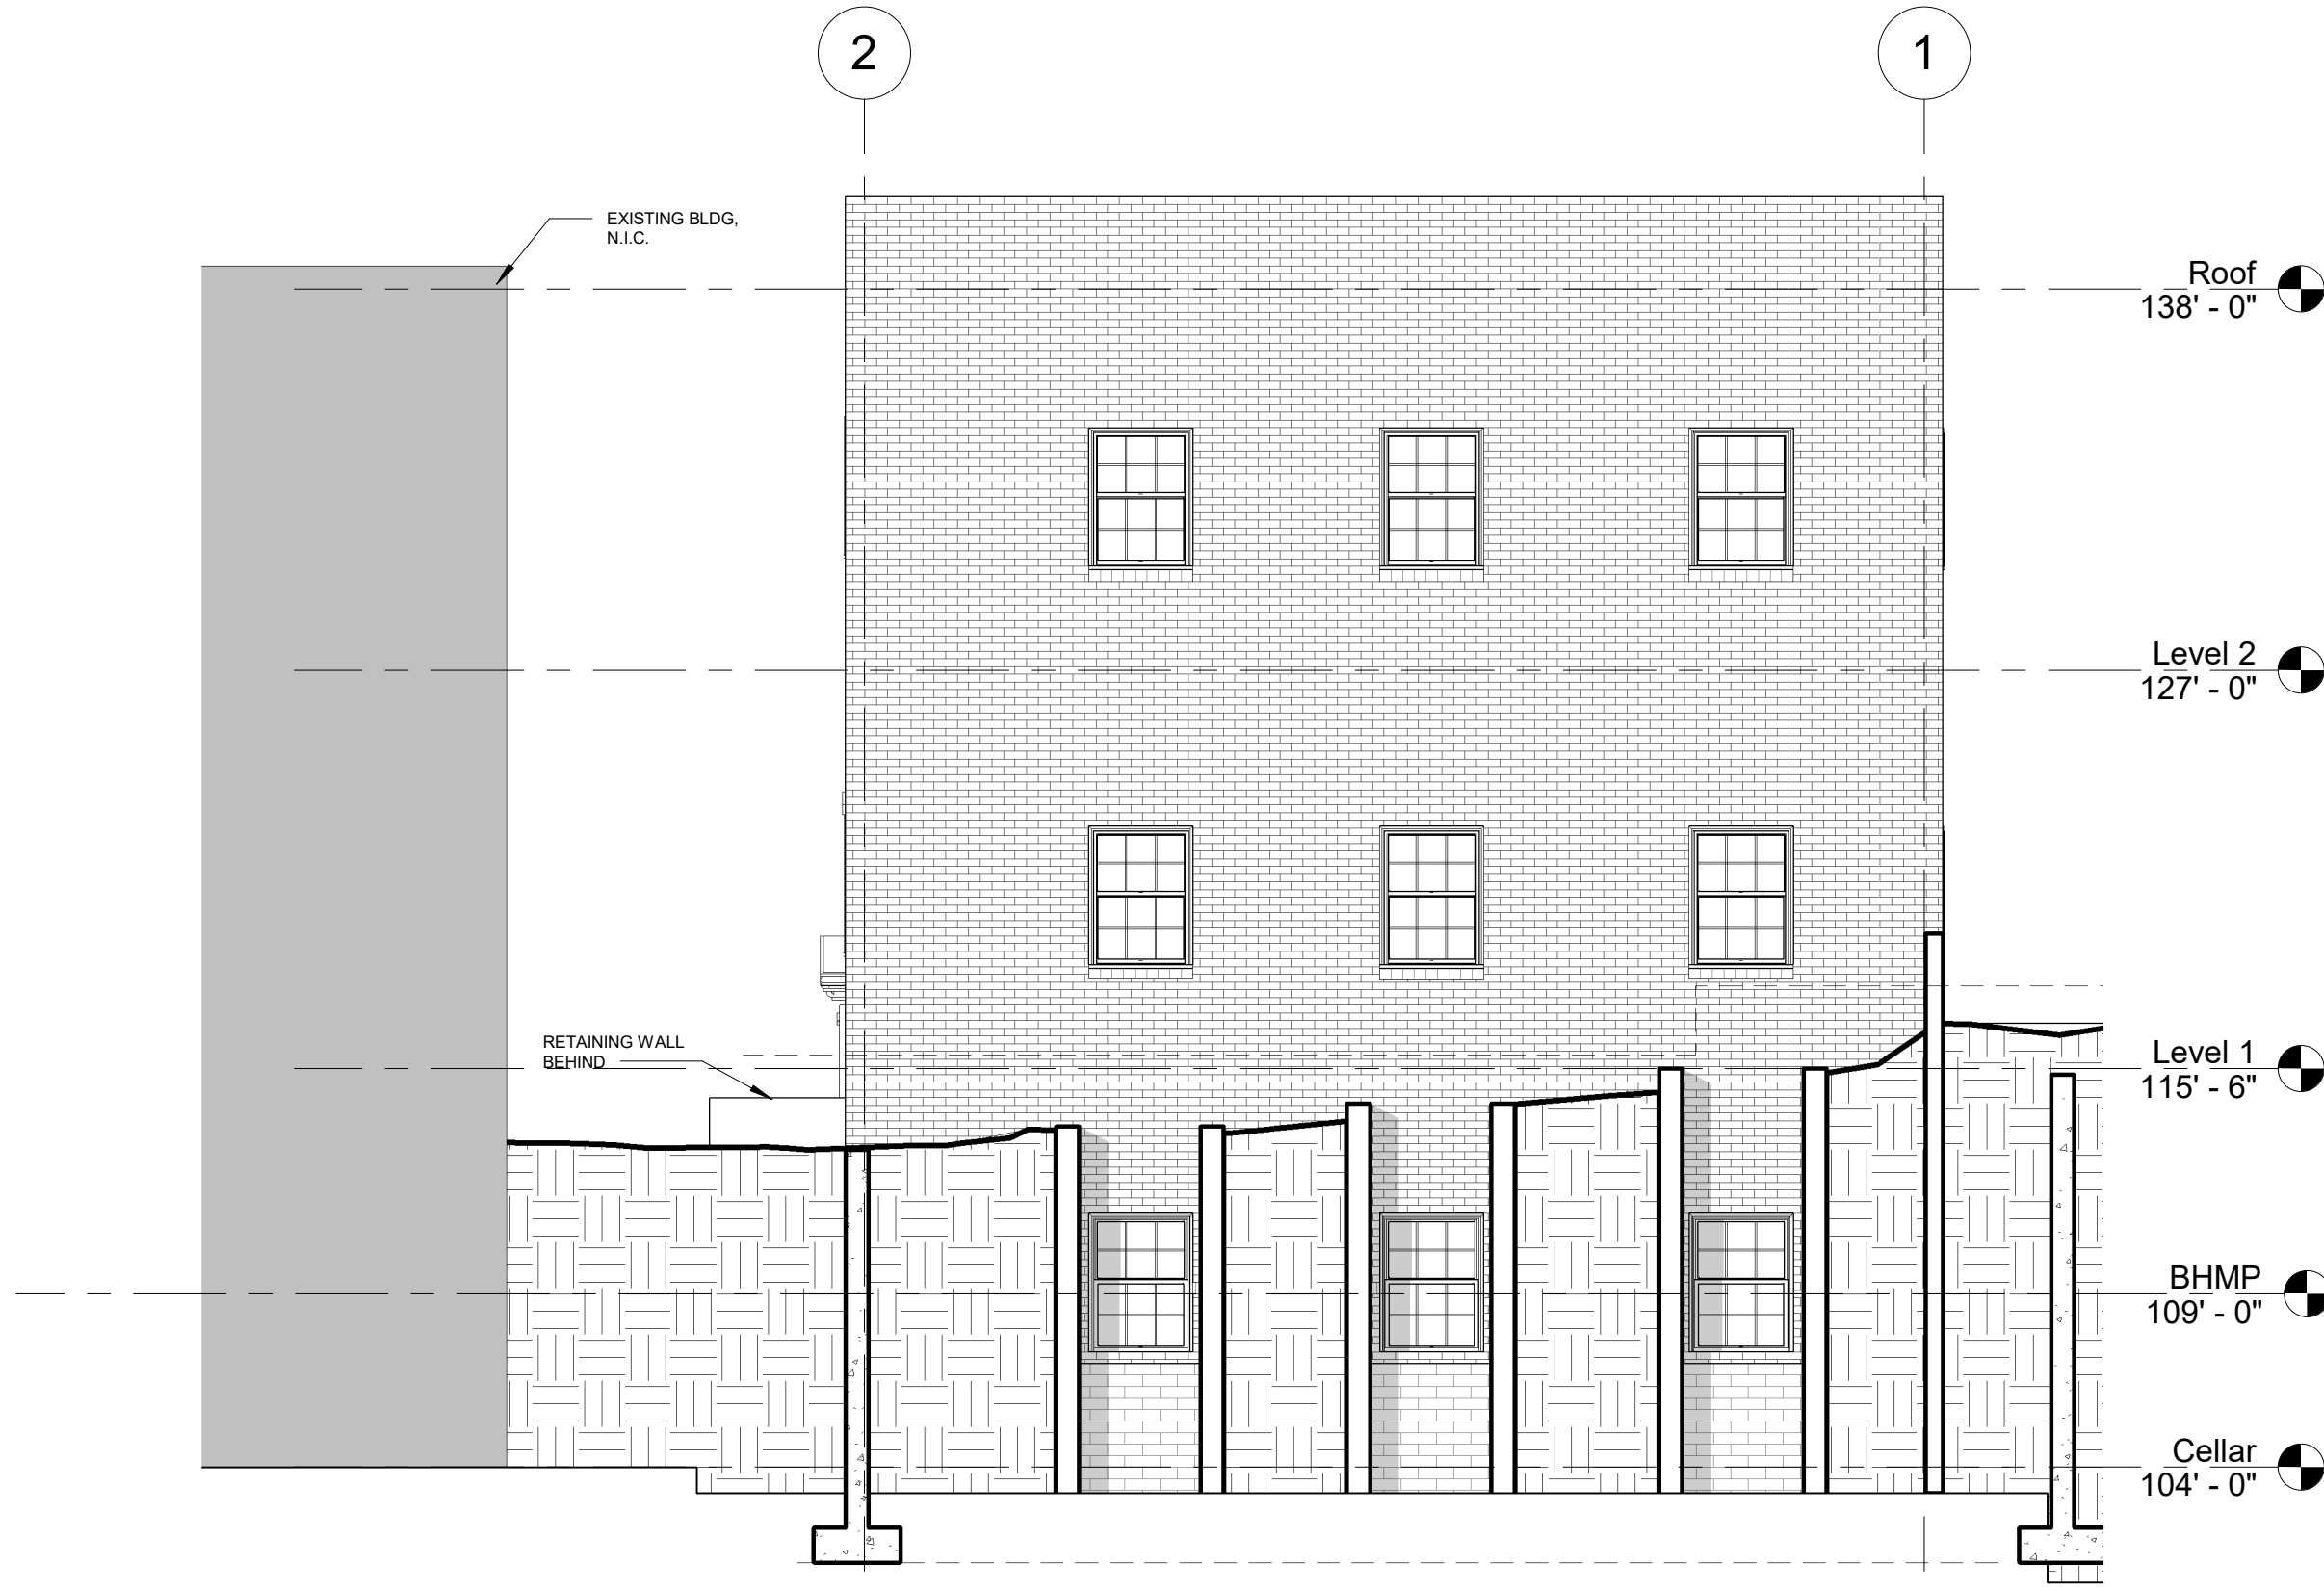 2
1
EXISTING BLDG,
N.I.C.
Roof
138' - 0"
Level 2
127' - 0"
RETAINING WALL
BEHIND
Level 1
115' - 6"
BHMP
109' - 0"
Cellar
104' - 0"